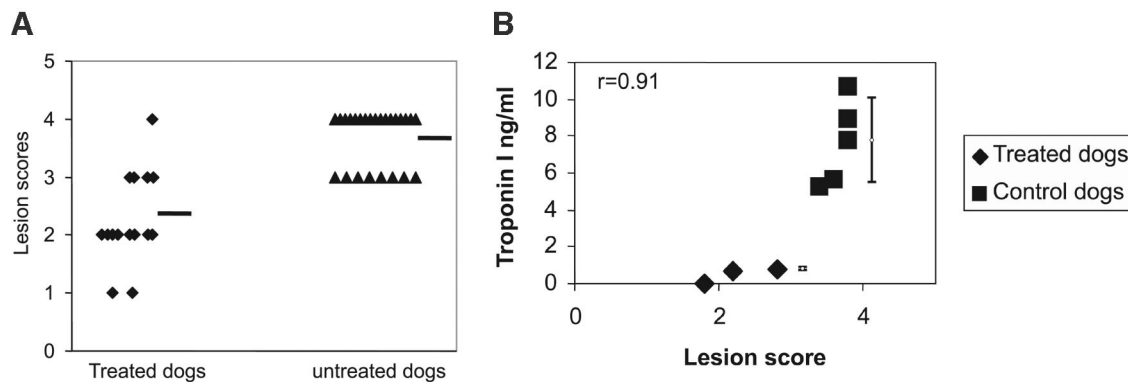 A
5
4
3
2
1
0
Lesion scores
Treated dogs
untreated dogs
B
12
10
8
6
4
2
0
Troponin I ng/ml
r=0.91
0
2
4
Lesion score
Treated dogs
Control dogs